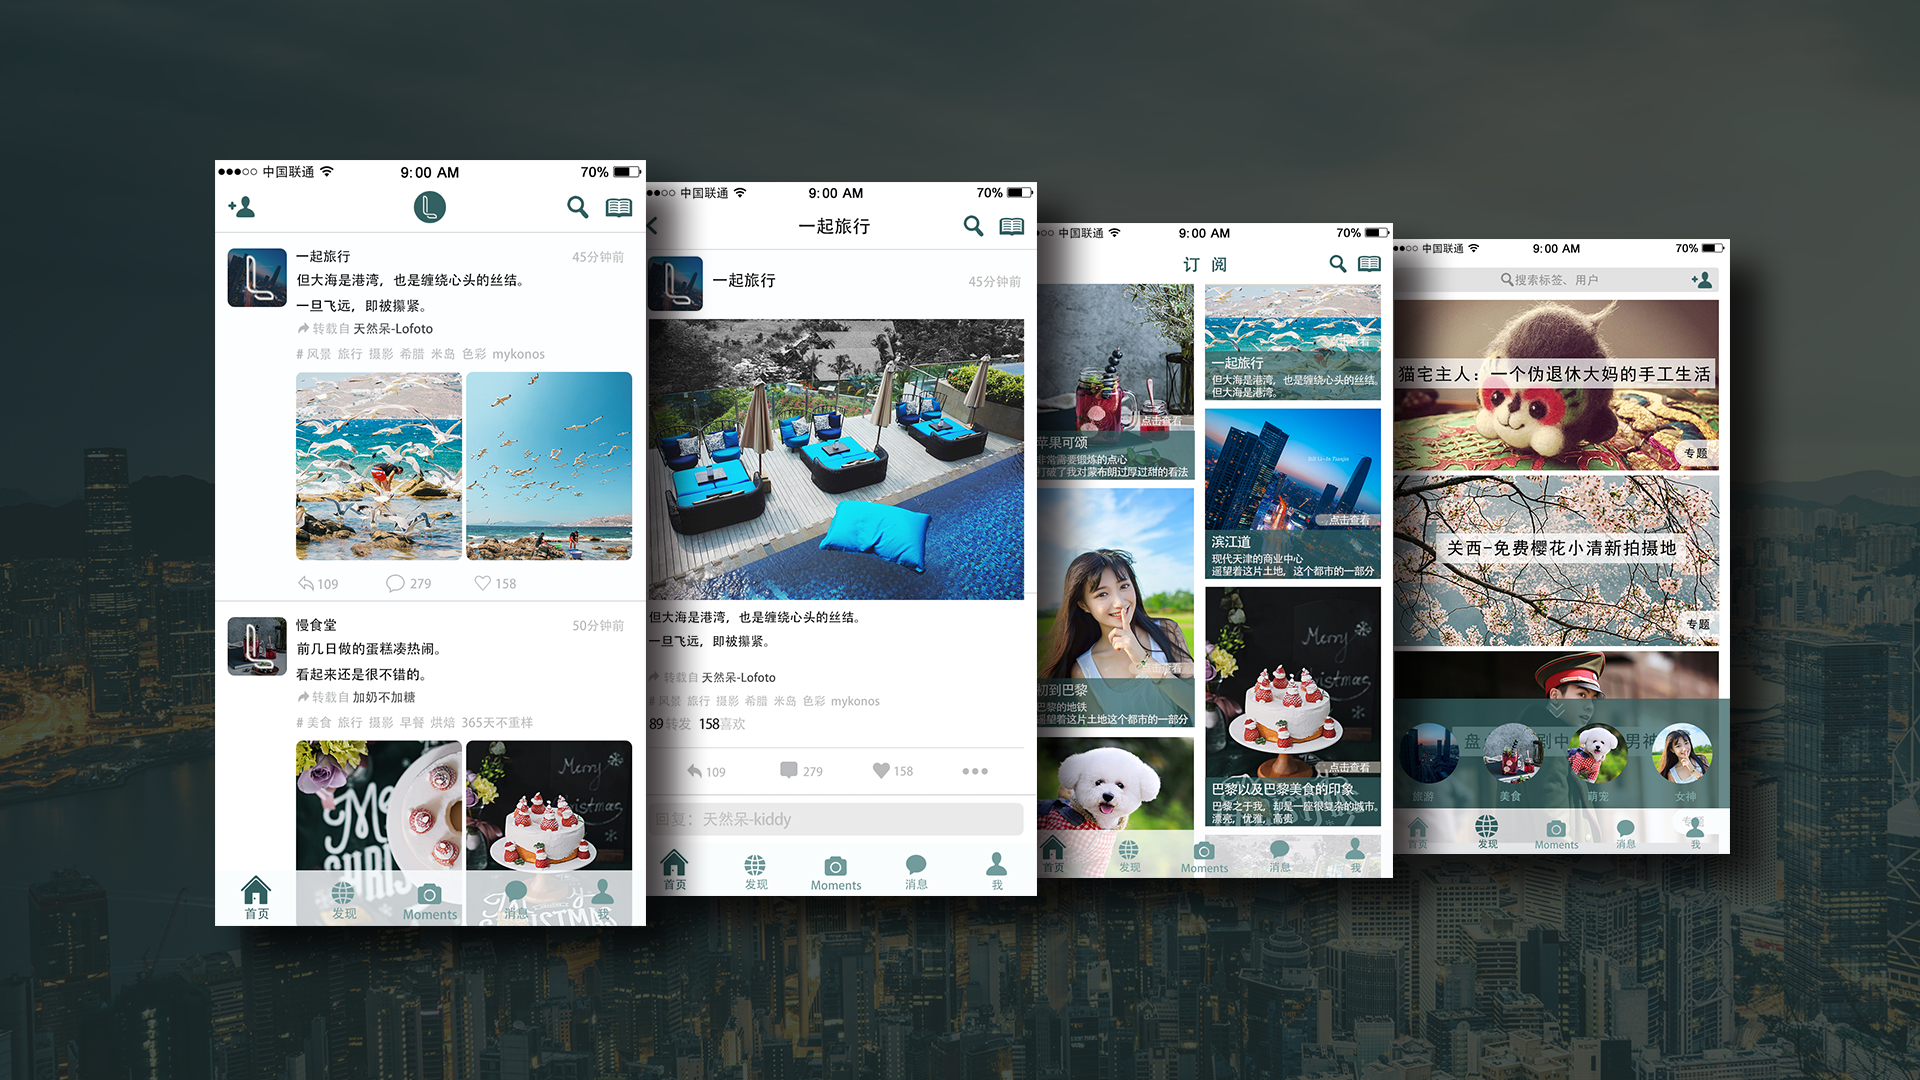 中国联通
9:00 AM
70%
一起旅行
45分钟前
但大海是港湾，也是缠绕心头的丝结。
一旦飞远，即被攥紧。
转载自 天然呆-Lofoto
# 风景 旅行 摄影 希腊 米岛 色彩 mykonos
109
279
158
慢食堂
50分钟前
前几日做的蛋糕凑热闹。
看起来还是很不错的。
转载自 加奶不加糖
# 美食 旅行 摄影 早餐 烘焙 365天不重样
Merry
Christmas
首页
发现
Moments
消息
我
中国联通
9:00 AM
70%
一起旅行
一起旅行
45分钟前
但大海是港湾，也是缠绕心头的丝结。
一旦飞远，即被攥紧。
转载自 天然呆-Lofoto
# 风景 旅行 摄影 希腊 米岛 色彩 mykonos
89转发 158喜欢
109
279
158
回复：天然呆-kiddy
首页
发现
Moments
消息
我
中国联通
9:00 AM
70%
订 阅
点击查看
苹果可颂
非常需要锻炼的点心
打破了我对蒙布朗过厚过甜的看法
点击查看
初到巴黎
巴黎的地铁
遥望着这片土地这个都市的一部分
点击查看
一起旅行
但大海是港湾，也是缠绕心头的丝结。
但大海是港湾。
点击查看
滨江道
现代天津的商业中心
遥望着这片土地，这个都市的一部分
Merry
Christmas
点击查看
巴黎以及巴黎美食的印象
巴黎之于我，却是一座很复杂的城市。
漂亮，优雅，高贵
首页
发现
Moments
消息
我
中国联通
9:00 AM
70%
搜索标签、用户
猫宅主人：一个伪退休大妈的手工生活
专题
关西-免费樱花小清新拍摄地
专题
旅游
美食
萌宠
女神
专题
首页
发现
Moments
消息
我